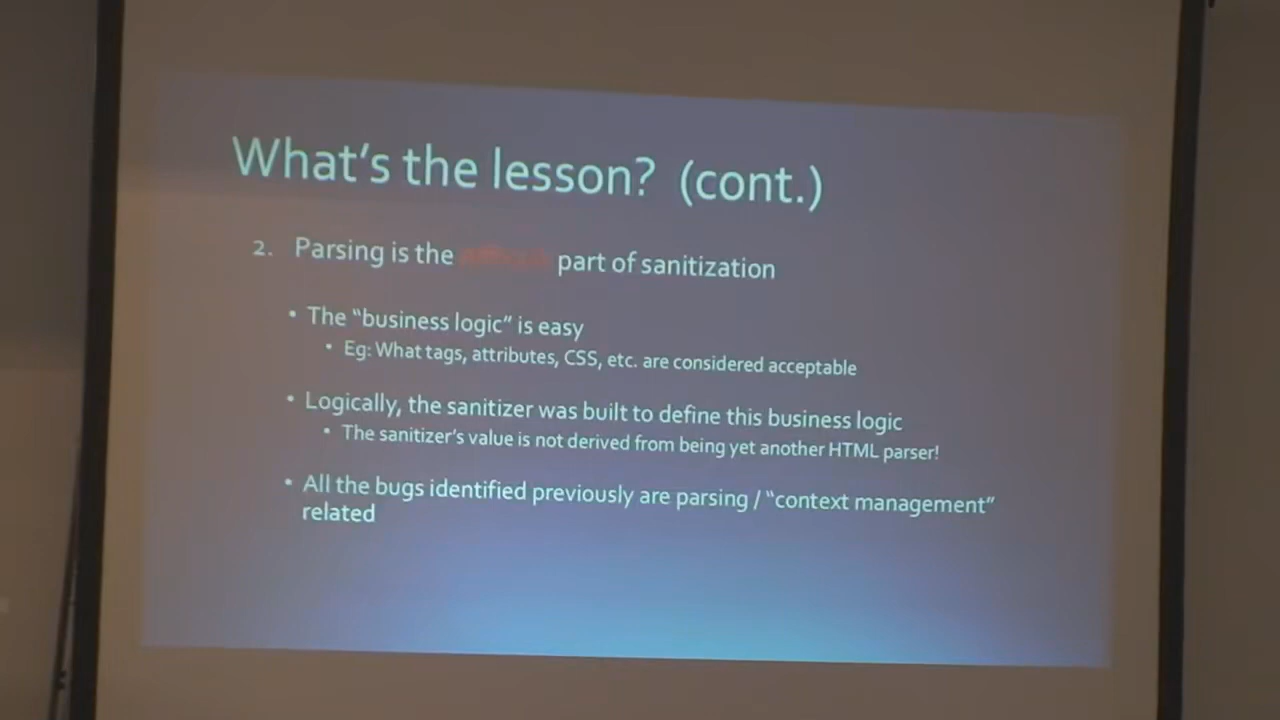 What's the lesson? (cont.)
2. Parsing is the part of sanitization
• The "business logic" is easy
• Eg: What tags, attributes, CSS, etc. are considered acceptable
• Logically, the sanitizer was built to define this business logic
• The sanitizer's value is not derived from being yet another HTML parser!
• All the bugs identified previously are parsing / "context management"
related